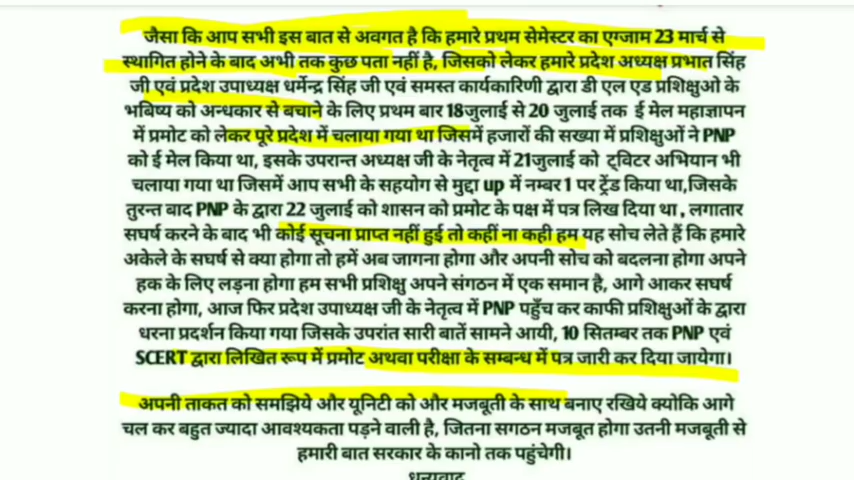 जैसा कि आप सभी इस बात से अवगत है कि हमारे प्रथम सेमेस्टर का एग्जाम 23 मार्च से
स्थागित होने के बाद अभी तक कुछ पता नहीं है, जिसको लेकर हमारे प्रदेश अध्यक्ष प्रभात सिंह
जी एवं प्रदेश उपाध्यक्ष धर्मेन्द्र सिंह जी एवं समस्त कार्यकारिणी द्वारा डी एल एड प्रशिक्षुओ के
भबिष्य को अन्धकार से बचाने के लिए प्रथम बार 18जुलाई से 20 जुलाई तक ई मेल महाज्ञापन
में प्रमोट को लेकर पूरे प्रदेश में चलाया गया था जिसमें हजारों की सख्या में प्रशिक्षुओं ने PNP
को ई मेल किया था, इसके उपरान्त अध्यक्ष जी के नेतृत्व में 21जुलाई को ट्विटर अभियान भी
चलाया गया था जिसमें आप सभी के सहयोग से मुद्दा up में नम्बर 1 पर ट्रेंड किया था,जिसके
तुरन्त बाद PNP के द्वारा 22 जुलाई को शासन को प्रमोट के पक्ष में पत्र लिख दिया था , लगातार
सघर्ष करने के बाद भी कोई सूचना प्राप्त नहीं हुई तो कहीं ना कही हम यह सोच लेते हैं कि हमारे
अकेले के सघर्ष से क्या होगा तो हमें अब जागना होगा और अपनी सोच को बदलना होगा अपने
हक के लिए लड़ना होगा हम सभी प्रशिक्षु अपने संगठन में एक समान है, आगे आकर सघर्ष
करना होगा, आज फिर प्रदेश उपाध्यक्ष जी के नेतृत्व में PNP पहुँच कर काफी प्रशिक्षुओं के द्वारा
धरना प्रदर्शन किया गया जिसके उपरांत सारी बातें सामने आयी, 10 सितम्बर तक PNP एवं
SCERT द्वारा लिखित रूप में प्रमोट अथवा परीक्षा के सम्बन्ध में पत्र जारी कर दिया जायेगा।
अपनी ताकत को समझिये और यूनिटी को और मजबूती के साथ बनाए रखिये क्योकि आगे
चल कर बहुत ज्यादा आवश्यकता पड़ने वाली है, जितना सगठन मजबूत होगा उतनी मजबूती से
हमारी बात सरकार के कानो तक पहुंचेगी।
धन्यवाद